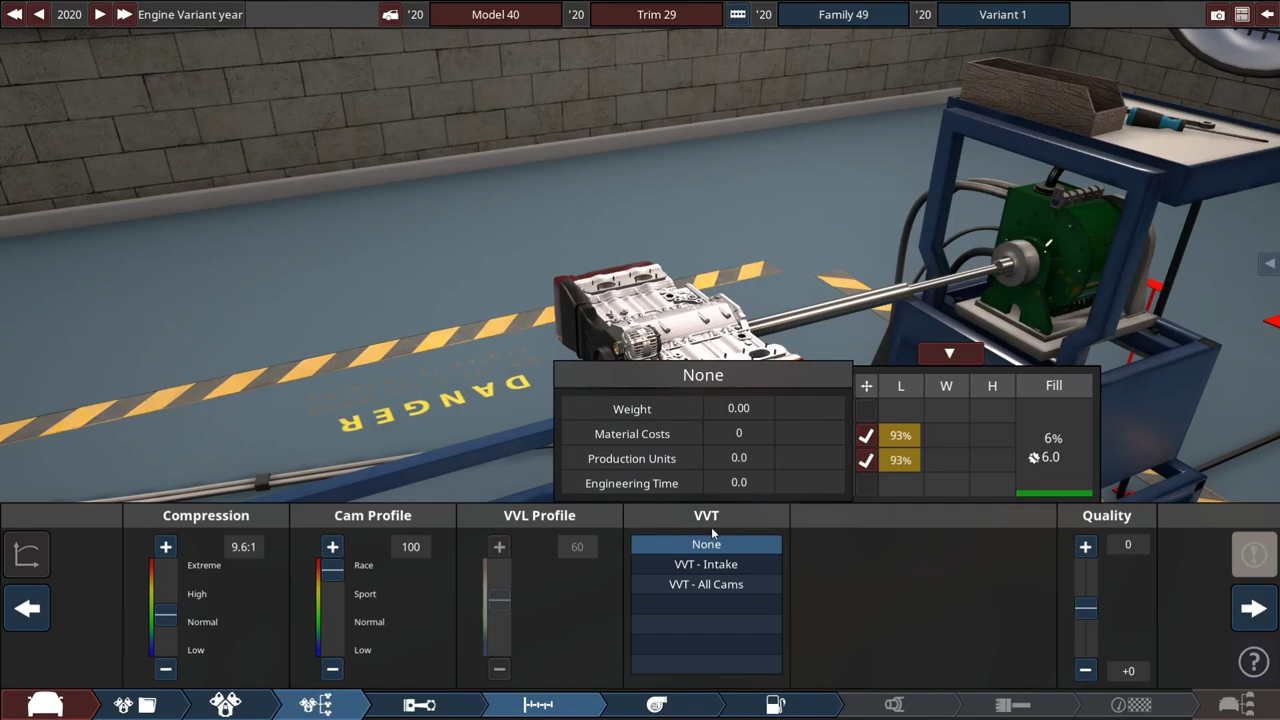 2020 Engine Variant year '20 Model 40 '20 Trim 29 '20 Family 49 '20 Variant 1
DANGER
None
L W H Fill
Weight 0.00
Material Costs 0
93% 6%
Production Units 0.0
93% 6.0
Engineering Time 0.0
Compression Cam Profile VVL Profile VVT Quality
9.6:1 100 60 None 0
Extreme Race VVT - Intake
VVT - All Cams
High Sport
Normal Normal
Low Low
+0
?